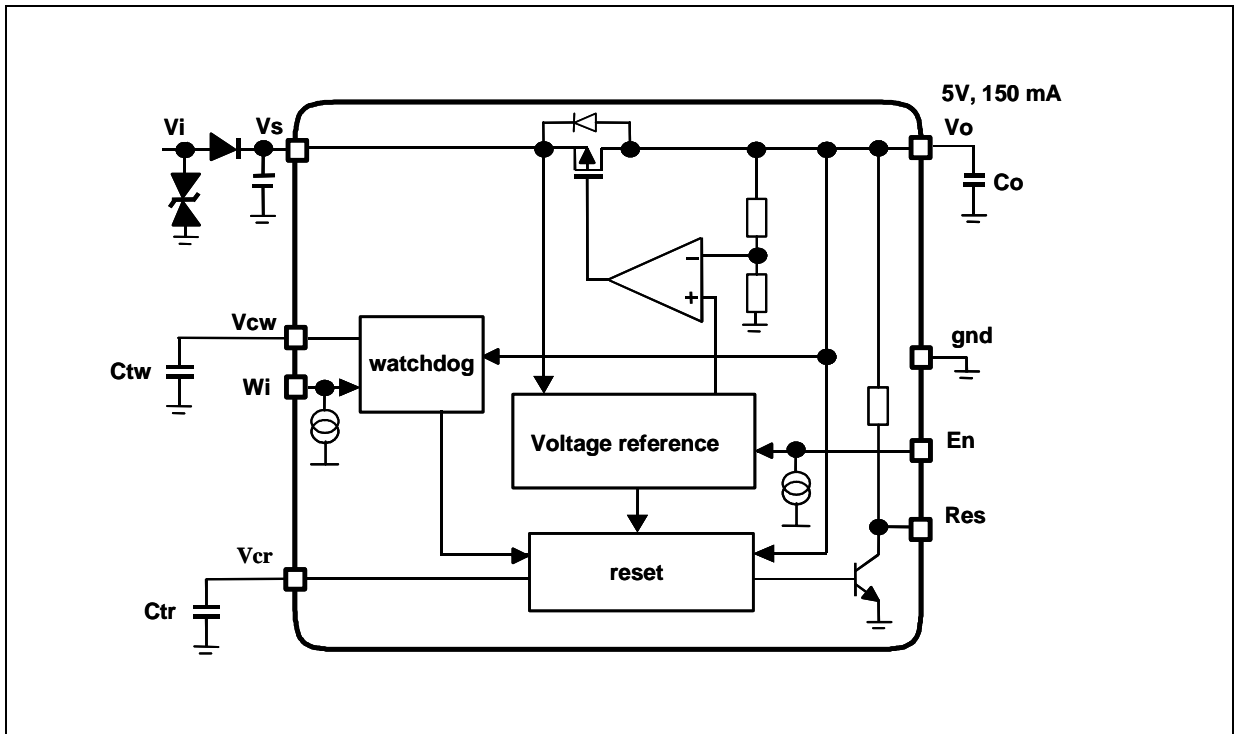 5V, 150 mA
Vi
Vs
Vo
Co
Vcw
Ctw
watchdog
gnd
Wi
Voltage reference
En
Res
Vcr
reset
Ctr